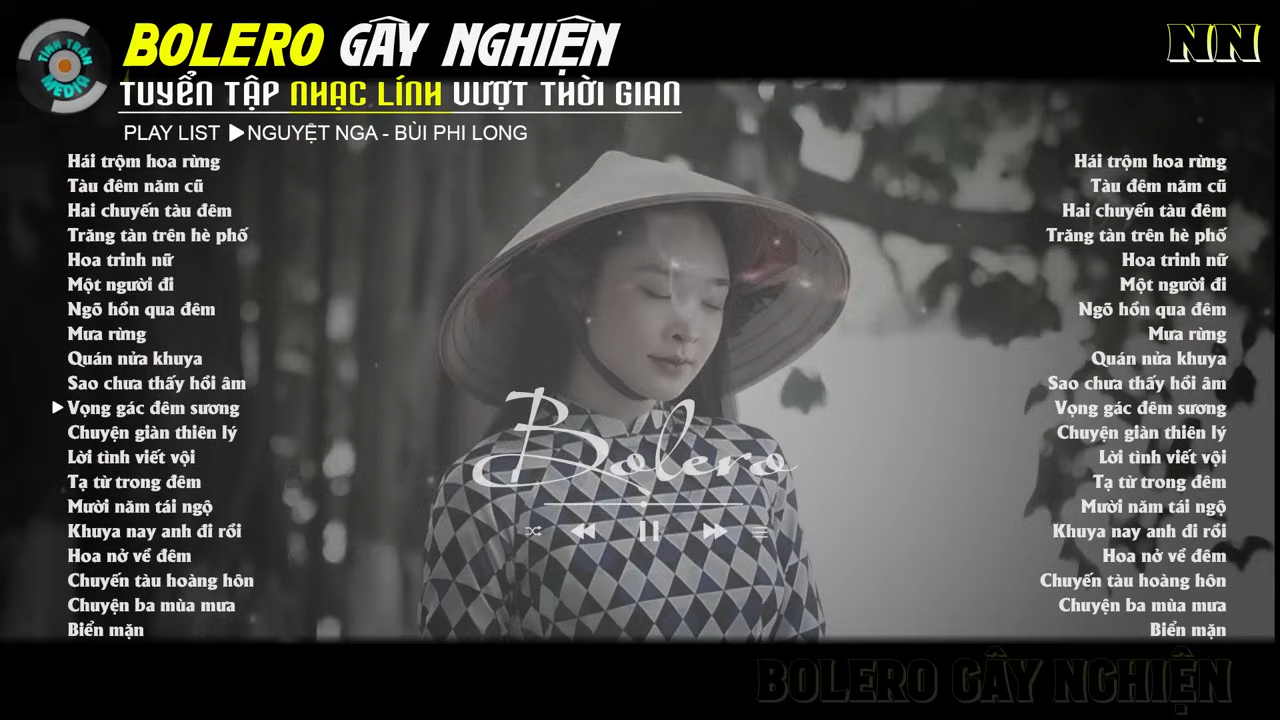 TÌNH TRẦN
MEDIA
BOLERO GÂY NGHIỆN
NN
TUYỂN TẬP NHẠC LÍNH VƯỢT THỜI GIAN
PLAY LIST NGUYỆT NGA - BÙI PHI LONG
Hái trộm hoa rừng
Tàu đêm năm cũ
Hai chuyến tàu đêm
Trăng tàn trên hè phố
Hoa trinh nữ
Một người đi
Ngõ hồn qua đêm
Mưa rừng
Quán nửa khuya
Sao chưa thấy hồi âm
Vọng gác đêm sương
Chuyện giàn thiên lý
Lời tình viết vội
Tạ từ trong đêm
Mười năm tái ngộ
Khuya nay anh đi rồi
Hoa nở về đêm
Chuyến tàu hoàng hôn
Chuyện ba mùa mưa
Biển mặn
Bolero
Hái trộm hoa rừng
Tàu đêm năm cũ
Hai chuyến tàu đêm
Trăng tàn trên hè phố
Hoa trinh nữ
Một người đi
Ngõ hồn qua đêm
Mưa rừng
Quán nửa khuya
Sao chưa thấy hồi âm
Vọng gác đêm sương
Chuyện giàn thiên lý
Lời tình viết vội
Tạ từ trong đêm
Mười năm tái ngộ
Khuya nay anh đi rồi
Hoa nở về đêm
Chuyến tàu hoàng hôn
Chuyện ba mùa mưa
Biển mặn
BOLERO GÂY NGHIỆN